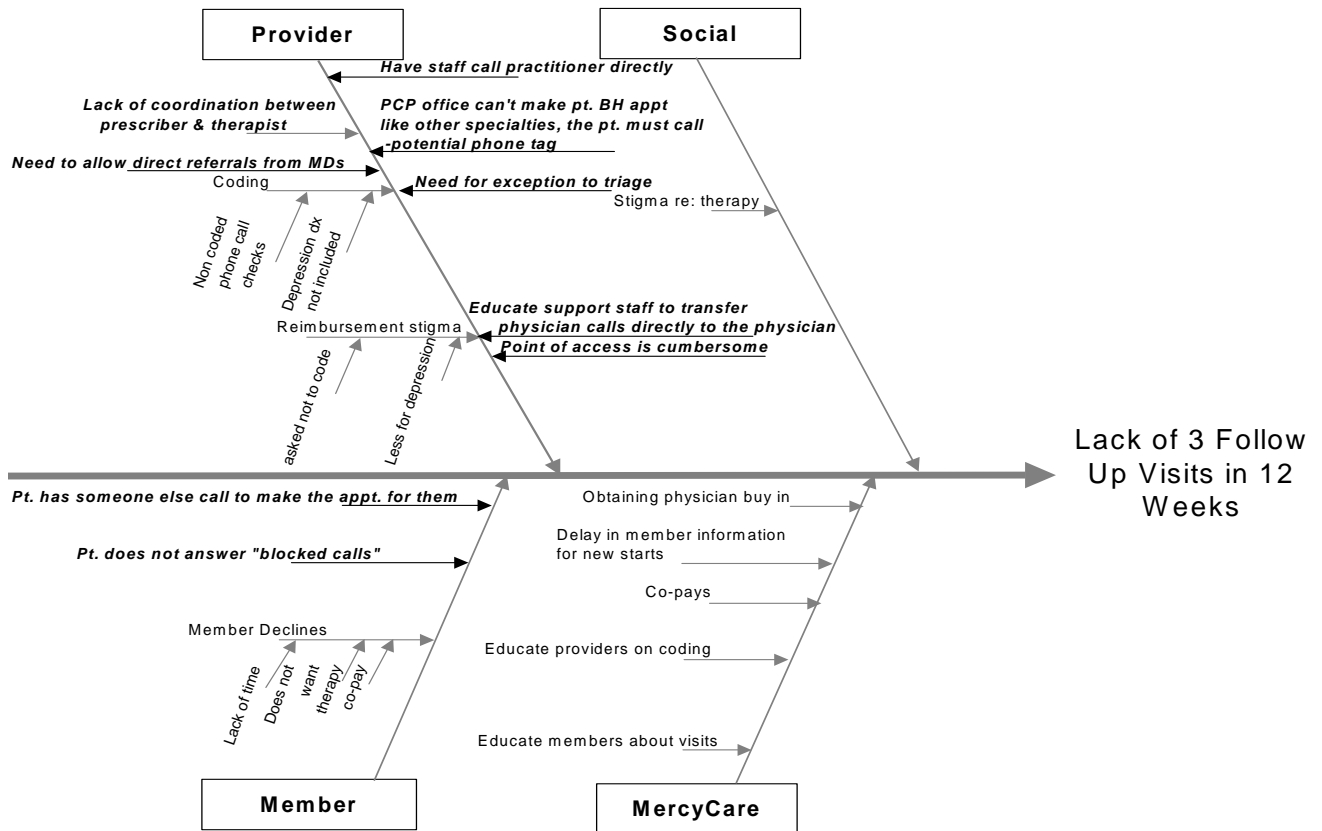 Provider
Social
Have staff call practitioner directly
Lack of coordination between
prescriber & therapist
PCP office can't make pt. BH appt
like other specialties, the pt. must call
-potential phone tag
Need to allow direct referrals from MDs
Coding
Need for exception to triage
Stigma re: therapy
Non coded
phone call
checks
Depression dx
not included
Educate support staff to transfer
physician calls directly to the physician
Reimbursement stigma
Point of access is cumbersome
asked not to code
Less for depression
Lack of 3 Follow
Up Visits in 12
Weeks
Pt. has someone else call to make the appt. for them
Obtaining physician buy in
Pt. does not answer "blocked calls"
Delay in member information
for new starts
Co-pays
Member Declines
Educate providers on coding
Lack of time
Does not
want
therapy
co-pay
Educate members about visits
Member
MercyCare